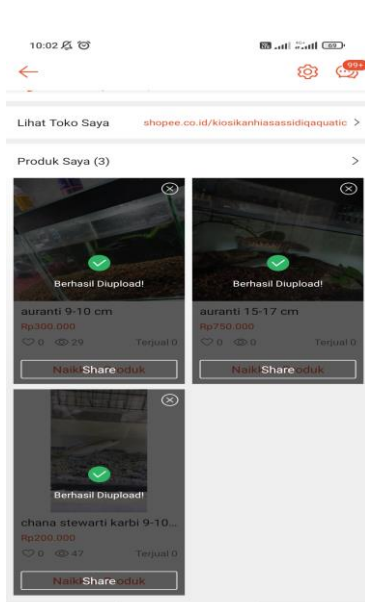 10:02
69
99+
Lihat Toko Saya shopee.co.id/kiosikanhiasassidiqaquatic >
Produk Saya (3) >
Berhasil Diupload! Berhasil Diupload!
auranti 9-10 cm auranti 15-17 cm
Rp300.000 Rp750.000
0 29 Terjual 0 0 0 Terjual 0
Share Share
Berhasil Diupload!
chana stewarti karbi 9-10...
Rp200.000
0 47 Terjual 0
Share